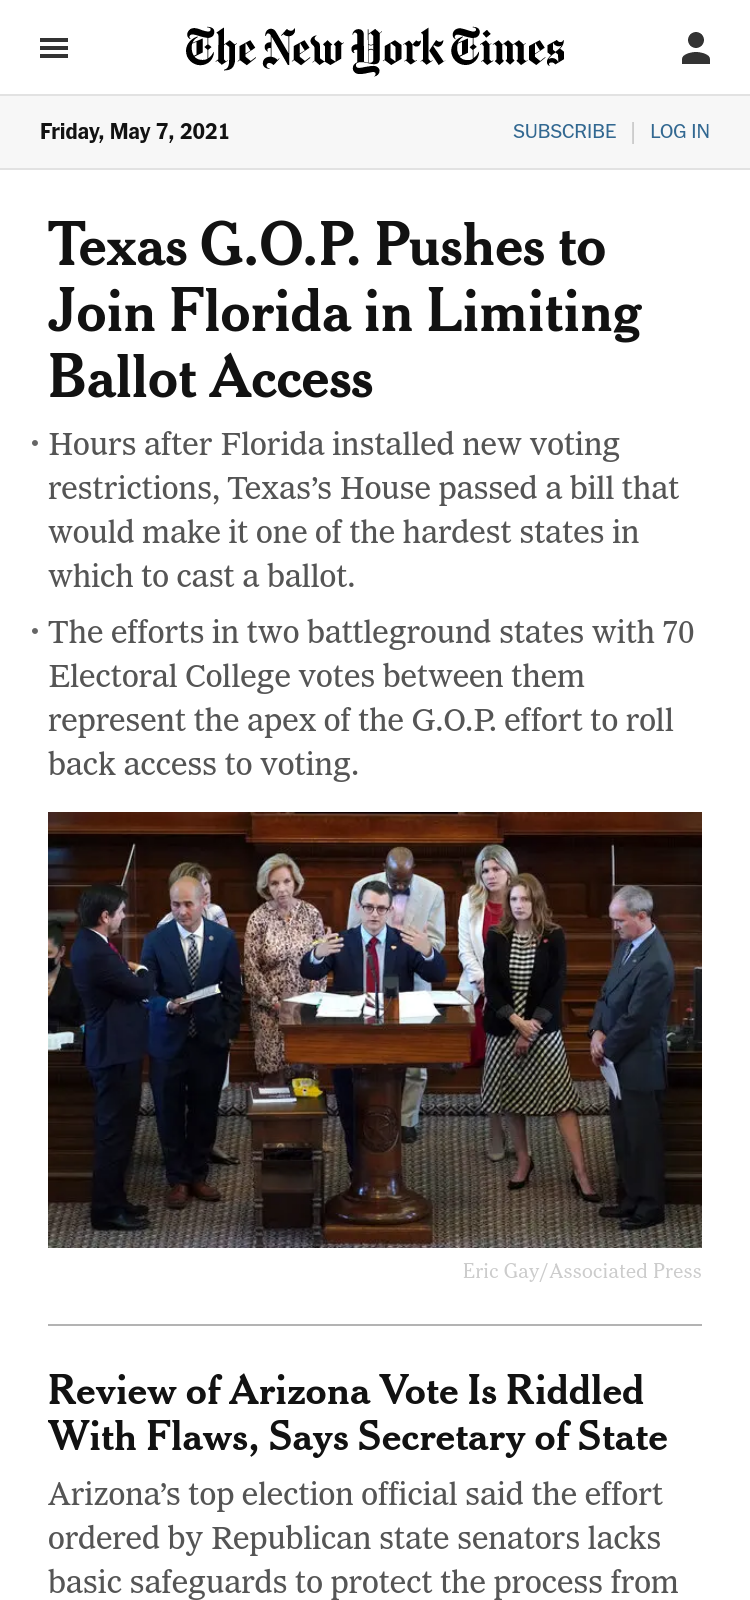 The New York Times
Friday, May 7, 2021
SUBSCRIBE | LOG IN
Texas G.O.P. Pushes to
Join Florida in Limiting
Ballot Access
• Hours after Florida installed new voting
restrictions, Texas’s House passed a bill that
would make it one of the hardest states in
which to cast a ballot.
• The efforts in two battleground states with 70
Electoral College votes between them
represent the apex of the G.O.P. effort to roll
back access to voting.
Eric Gay/Associated Press
Review of Arizona Vote Is Riddled
With Flaws, Says Secretary of State
Arizona’s top election official said the effort
ordered by Republican state senators lacks
basic safeguards to protect the process from